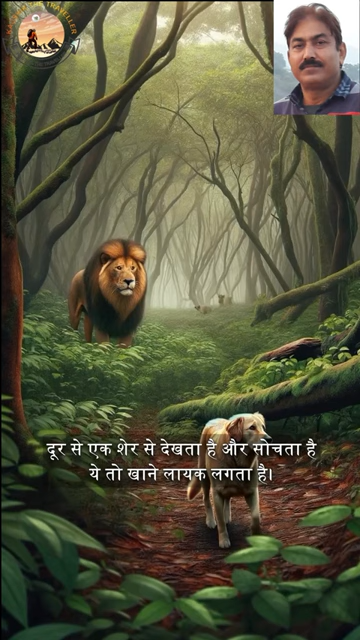 दूर से एक शेर से देखता है और सोचता है
ये तो खाने लायक लगता है।